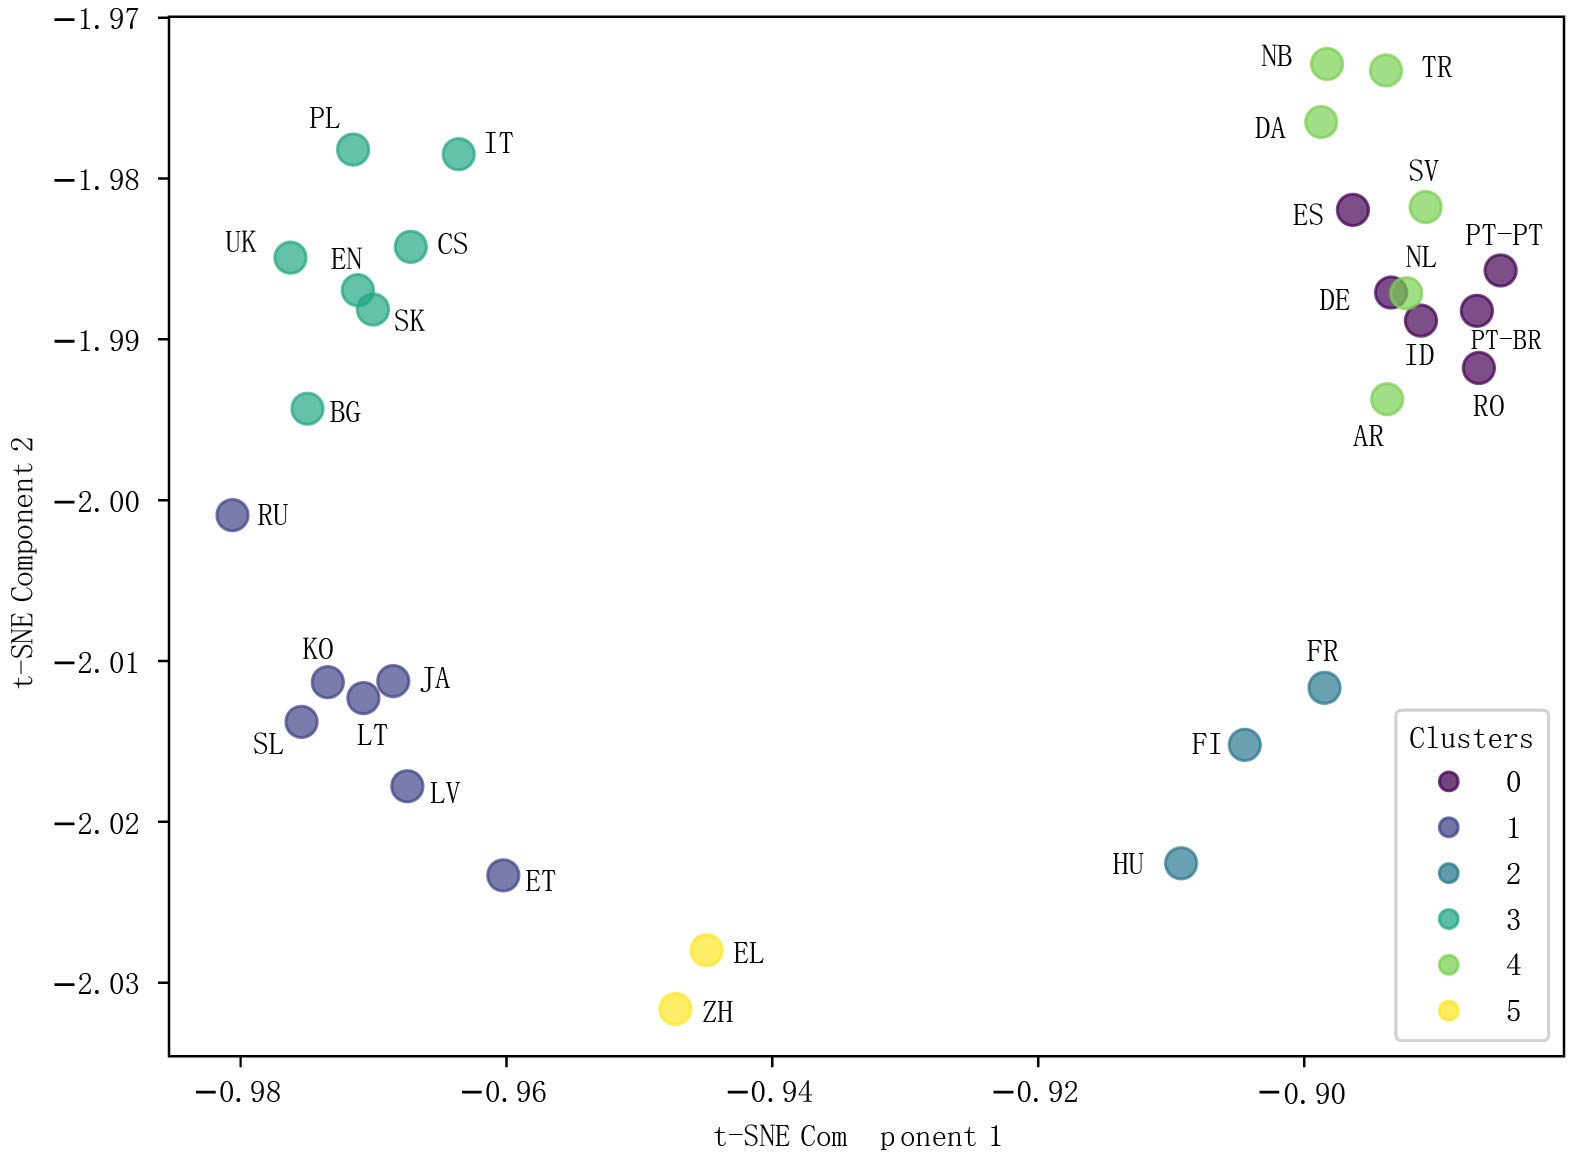 −1.97
−1.98
−1.99
−2.00
−2.01
−2.02
−2.03
t-SNE Component 2
NB
TR
DA
SV
ES
PT-PT
NL
DE
ID
PT-BR
RO
AR
PL
IT
UK
EN
CS
SK
BG
RU
KO
JA
LT
SL
LV
ET
EL
ZH
FR
FI
HU
Clusters
0
1
2
3
4
5
−0.98
−0.96
−0.94
−0.92
−0.90
t-SNE Com ponent 1